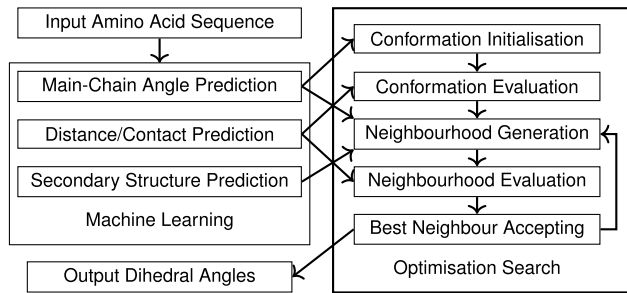 Input Amino Acid Sequence
Main-Chain Angle Prediction
Distance/Contact Prediction
Secondary Structure Prediction
Machine Learning
Output Dihedral Angles
Conformation Initialisation
Conformation Evaluation
Neighbourhood Generation
Neighbourhood Evaluation
Best Neighbour Accepting
Optimisation Search